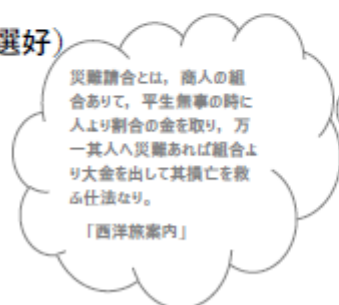 選好）
災難請合とは，商人の組
合ありて，平生無事の時に
人より割合の金を取り，万
一其人へ災難あれば組合よ
り大金を出して其損亡を救
ふ仕法なり。
「西洋旅案内」